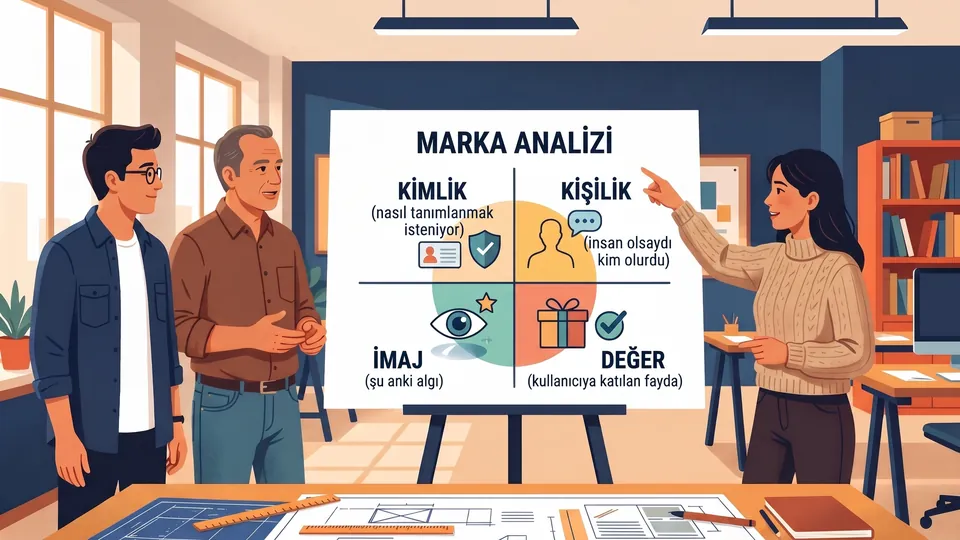 MARKA ANALİZİ
KİMLİK
(nasıl tanımlanmak
isteniyor)
KİŞİLİK
(insan olsaydı
kim olurdu)
İMAJ
(şu anki algı)
DEĞER
(kullanıcıya katılan fayda)